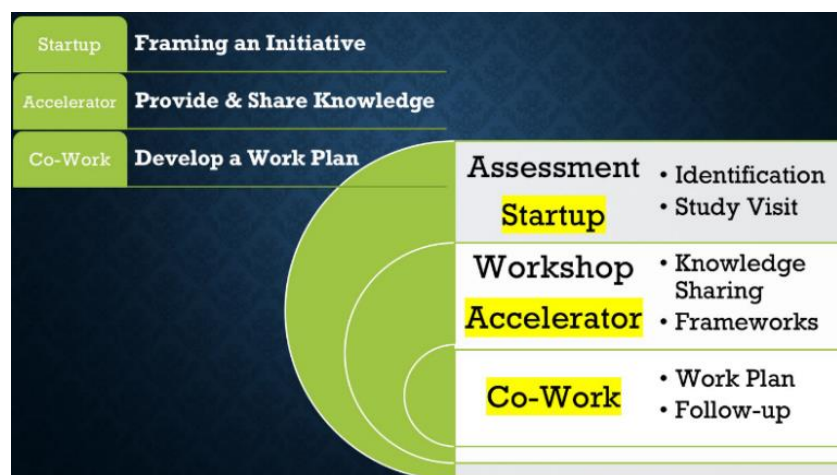 Startup
Framing an Initiative
Accelerator
Provide & Share Knowledge
Co-Work
Develop a Work Plan
Assessment
Startup
• Identification
• Study Visit
Workshop
Accelerator
• Knowledge
Sharing
• Frameworks
Co-Work
• Work Plan
• Follow-up